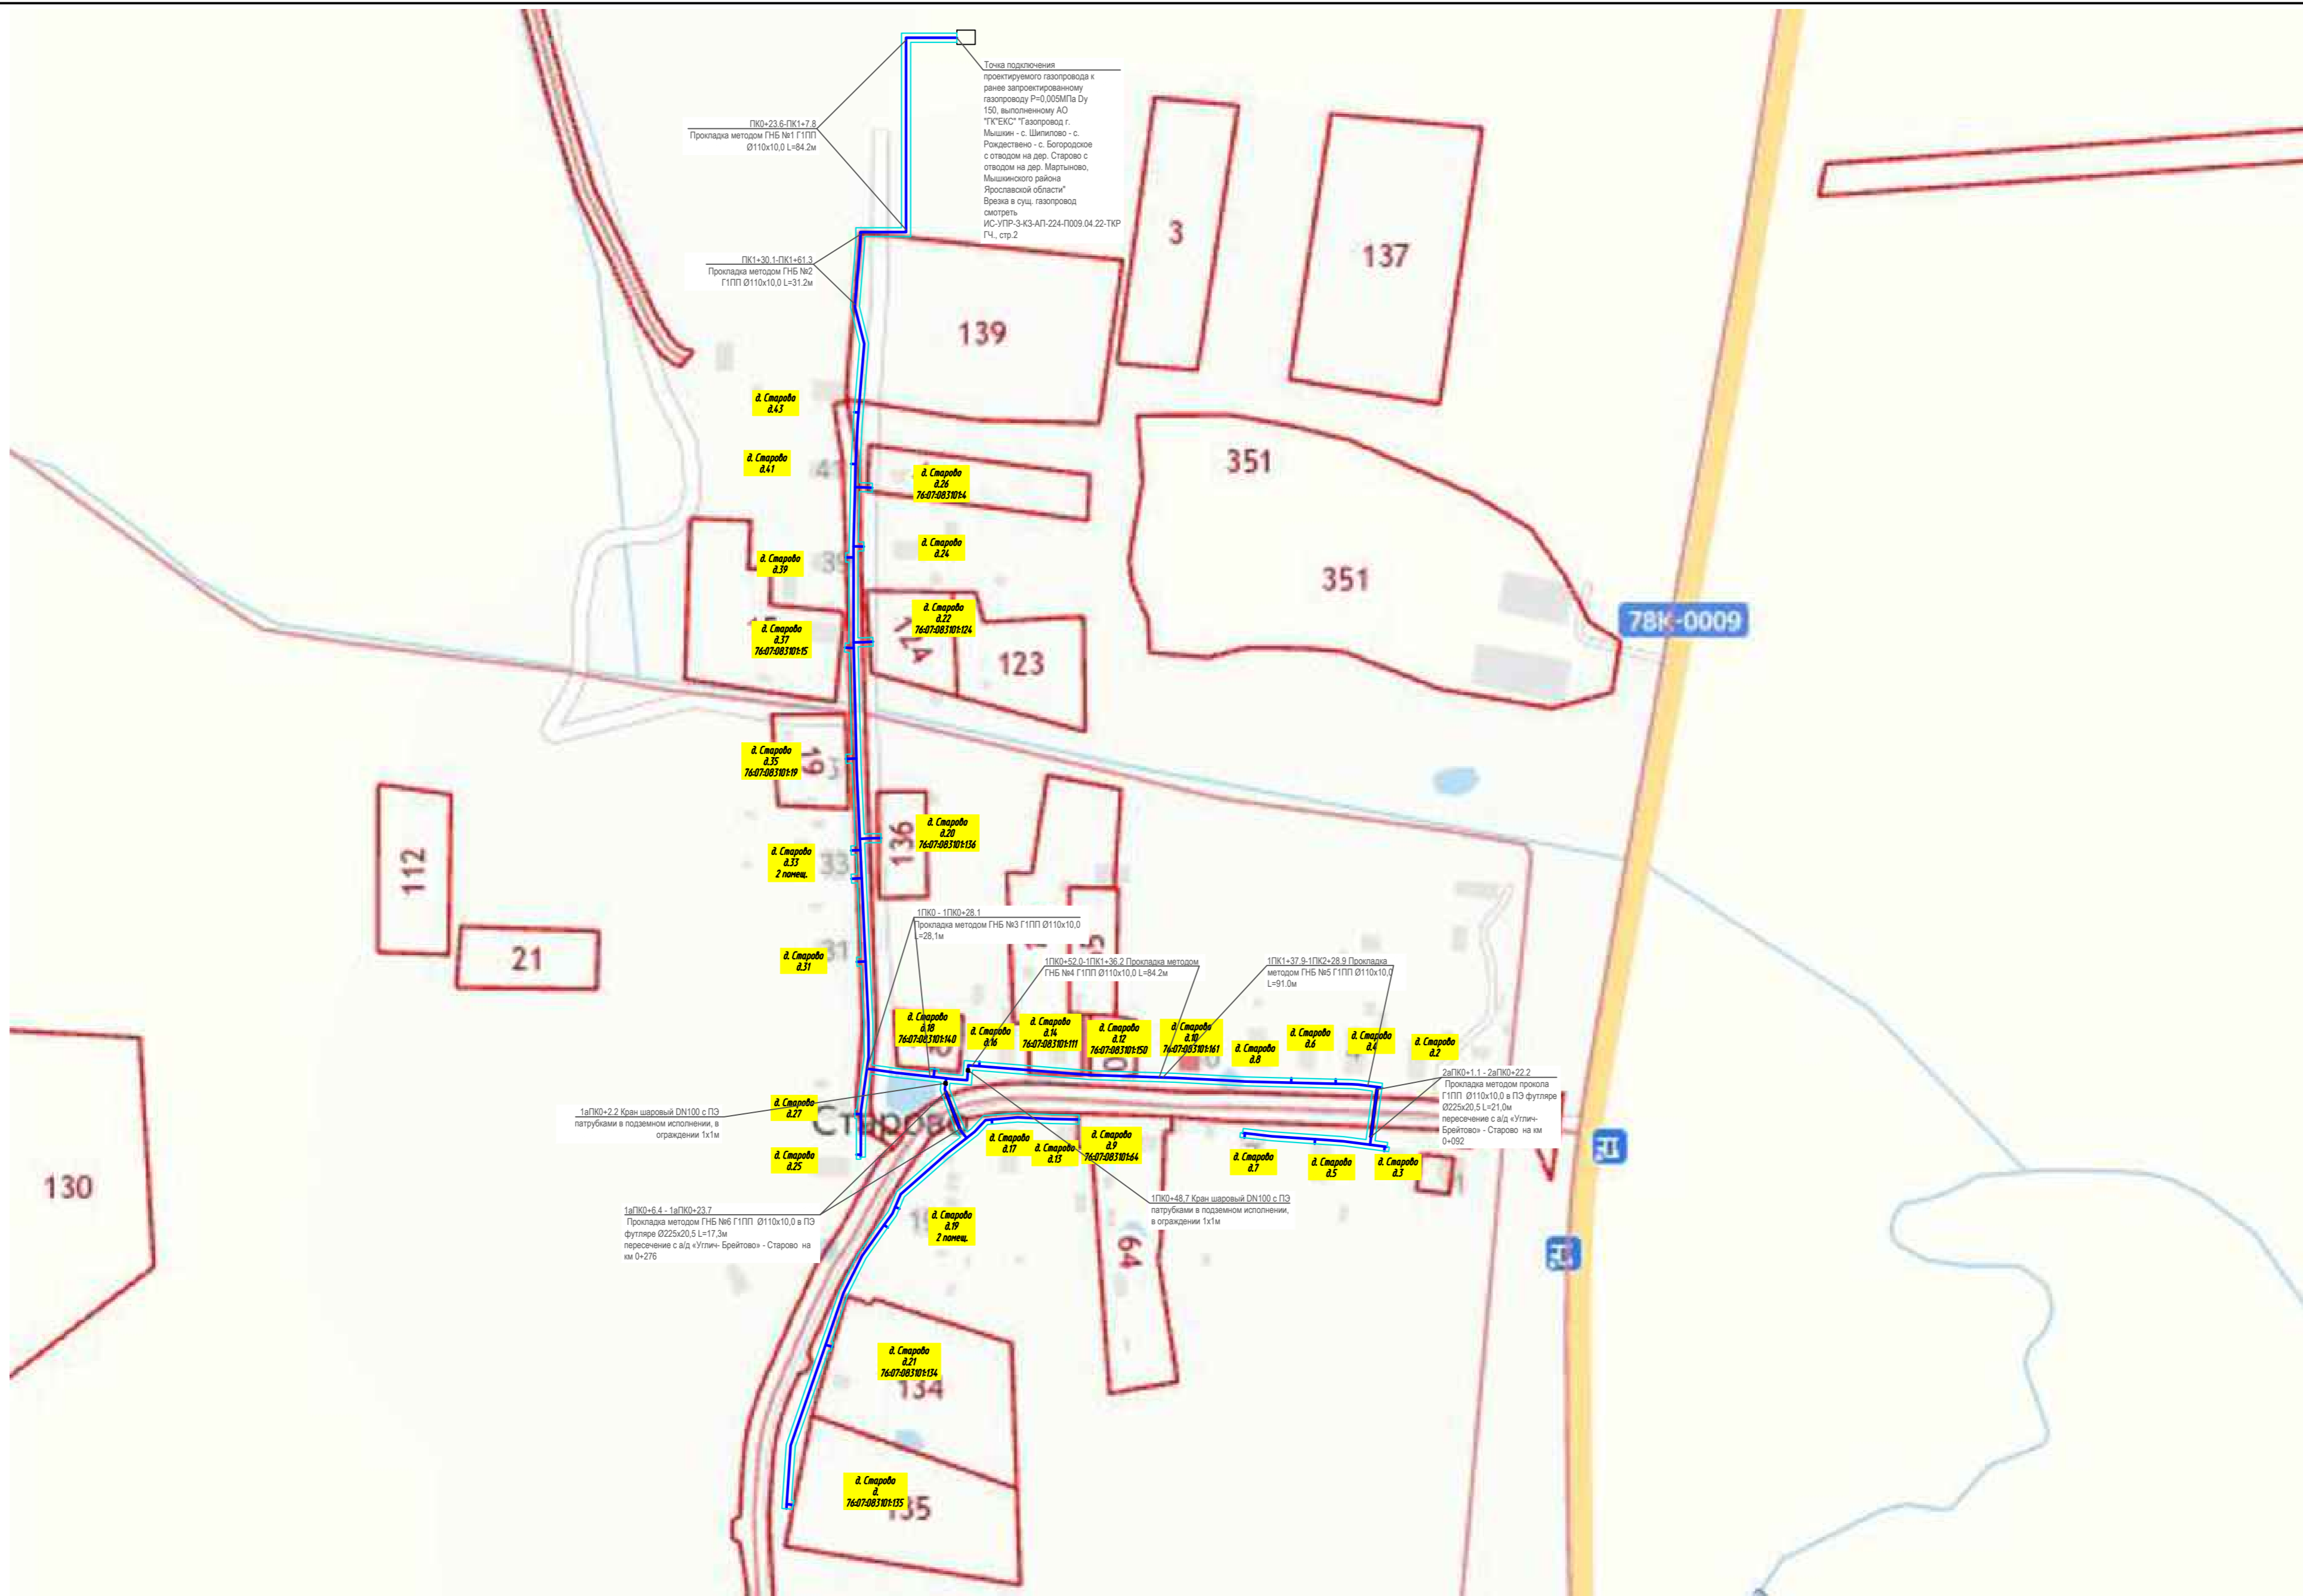 Точка подключения
проектируемого газопровода к
ранее запроектированному
газопроводу Р=0,005МПа Dy
150, выполненному АО
"ГК"ЕКС" "Газопровод г.
Мышкин - с. Шипилово - с.
Рождествено - с. Богородское
с отводом на дер. Старово с
отводом на дер. Мартыново,
Мышкинского района
Ярославской области"
Врезка в сущ. газопровод
смотреть
ИС-УПР-3-КЗ-АП-224-П009.04.22-ТКР
ГЧ., стр.2
ПК0+23.6-ПК1+7.8
Прокладка методом ГНБ №1 Г1ПП
Ø110х10,0 L=84.2м
ПК1+30.1-ПК1+61.3
Прокладка методом ГНБ №2
Г1ПП Ø110х10,0 L=31.2м
3
137
139
351
351
78К-0009
д. Старово
д.43
д. Старово
д.41
41
д. Старово
д.26
76:07:083101:4
д. Старово
д.24
д. Старово
д.39
39
д. Старово
д.22
76:07:083101:124
124
123
д. Старово
д.37
76:07:083101:15
д. Старово
д.35
76:07:083101:19
19
112
21
136
д. Старово
д.20
76:07:083101:136
д. Старово
д.33
2 помещ.
33
1ПК0 - 1ПК0+28.1
Прокладка методом ГНБ №3 Г1ПП Ø110х10,0
L=28,1м
д. Старово
д.31
31
1ПК0+52.0-1ПК1+36.2 Прокладка методом
ГНБ №4 Г1ПП Ø110х10,0 L=84.2м
1ПК1+37.9-1ПК2+28.9 Прокладка
методом ГНБ №5 Г1ПП Ø110х10,0
L=91.0м
д. Старово
д.18
76:07:083101:140
д. Старово
д.16
д. Старово
д.14
76:07:083101:111
д. Старово
д.12
76:07:083101:150
д. Старово
д.10
76:07:083101:161
д. Старово
д.8
д. Старово
д.6
д. Старово
д.4
д. Старово
д.2
2аПК0+1.1 - 2аПК0+22.2
Прокладка методом прокола
Г1ПП Ø110х10,0 в ПЭ футляре
Ø225х20,5 L=21,0м
пересечение с а/д «Углич-
Брейтово» - Старово на км
0+092
1аПК0+2.2 Кран шаровый DN100 с ПЭ
патрубками в подземном исполнении, в
ограждении 1х1м
д. Старово
д.27
Старово
д. Старово
д.25
д. Старово
д.17
д. Старово
д.13
д. Старово
д.9
76:07:083101:64
д. Старово
д.7
д. Старово
д.5
д. Старово
д.3
1
130
1аПК0+6.4 - 1аПК0+23.7
Прокладка методом ГНБ №6 Г1ПП Ø110х10,0 в ПЭ
футляре Ø225х20,5 L=17,3м
пересечение с а/д «Углич- Брейтово» - Старово на
км 0+276
1ПК0+48.7 Кран шаровый DN100 с ПЭ
патрубками в подземном исполнении,
в ограждении 1х1м
д. Старово
д.19
2 помещ.
64
д. Старово
д.21
76:07:083101:134
134
д. Старово
д.
76:07:083101:135
135